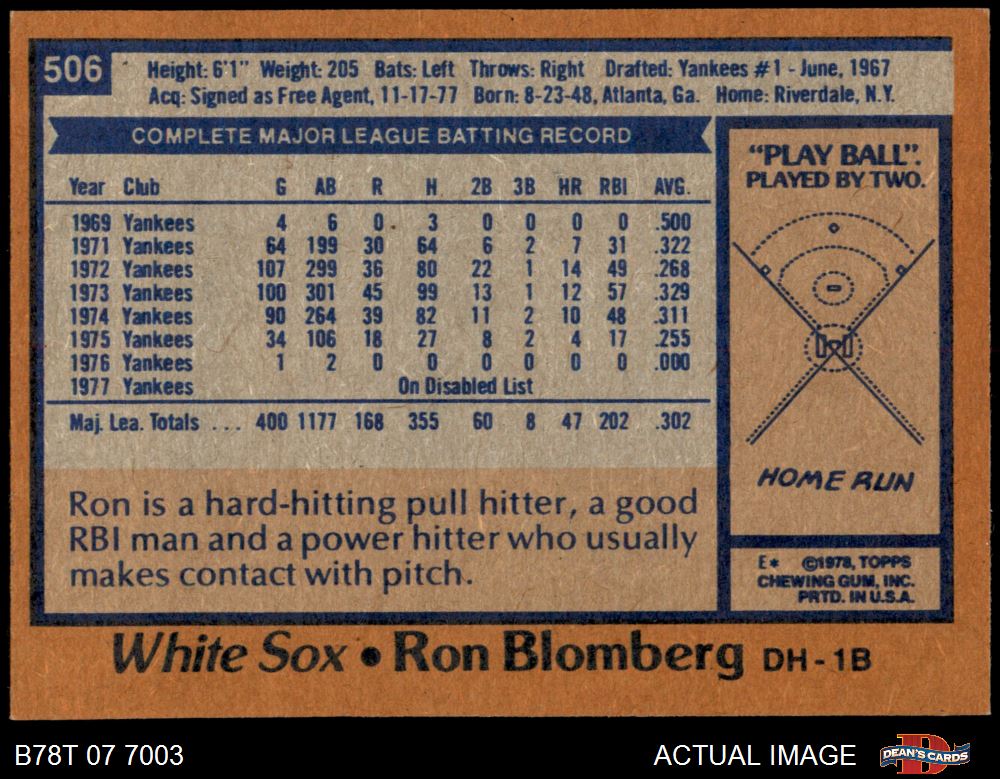 506
Height: 6'1" Weight: 205 Bats: Left Throws: Right Drafted: Yankees #1 - June, 1967
Acq: Signed as Free Agent, 11-17-77 Born: 8-23-48, Atlanta, Ga. Home: Riverdale, N.Y.
COMPLETE MAJOR LEAGUE BATTING RECORD
Year Club G AB R H 2B 3B HR RBI AVG.
1969 Yankees 4 6 0 3 0 0 0 0 .500
1971 Yankees 64 199 30 64 6 2 7 31 .322
1972 Yankees 107 299 36 80 22 1 14 49 .268
1973 Yankees 100 301 45 99 13 1 12 57 .329
1974 Yankees 90 264 39 82 11 2 10 48 .311
1975 Yankees 34 106 18 27 8 2 4 17 .255
1976 Yankees 1 2 0 0 0 0 0 0 .000
1977 Yankees On Disabled List
Maj. Lea. Totals ... 400 1177 168 355 60 8 47 202 .302
Ron is a hard-hitting pull hitter, a good
RBI man and a power hitter who usually
makes contact with pitch.
"PLAY BALL".
PLAYED BY TWO.
HOME RUN
E* ©1978, TOPPS
CHEWING GUM, INC.
PRTD. IN U.S.A.
White Sox • Ron Blomberg DH - 1B
B78T 07 7003
ACTUAL IMAGE
D
DEAN'S CARDS